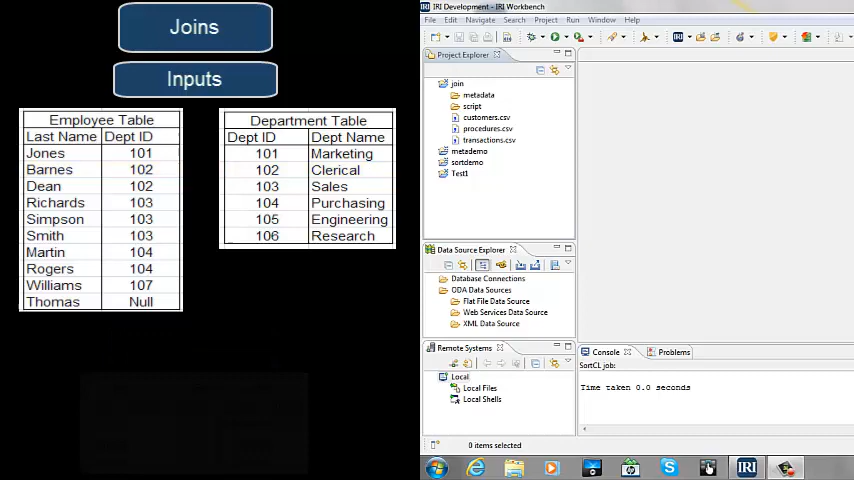 Joins
Inputs
Employee Table
Last Name Dept ID
Jones 101
Barnes 102
Dean 102
Richards 103
Simpson 103
Smith 103
Martin 104
Rogers 104
Williams 107
Thomas Null
Department Table
Dept ID Dept Name
101 Marketing
102 Clerical
103 Sales
104 Purchasing
105 Engineering
106 Research
IRI Development - IRI Workbench
File Edit Navigate Search Project Run Window Help
Project Explorer
join
metadata
script
customers.csv
procedures.csv
transactions.csv
metademo
sortdemo
Test1
Data Source Explorer
Database Connections
ODA Data Sources
Flat File Data Source
Web Services Data Source
XML Data Source
Remote Systems
Local
Local Files
Local Shells
Console Problems
SortCL job:
Time taken 0.0 seconds
0 items selected
IRI